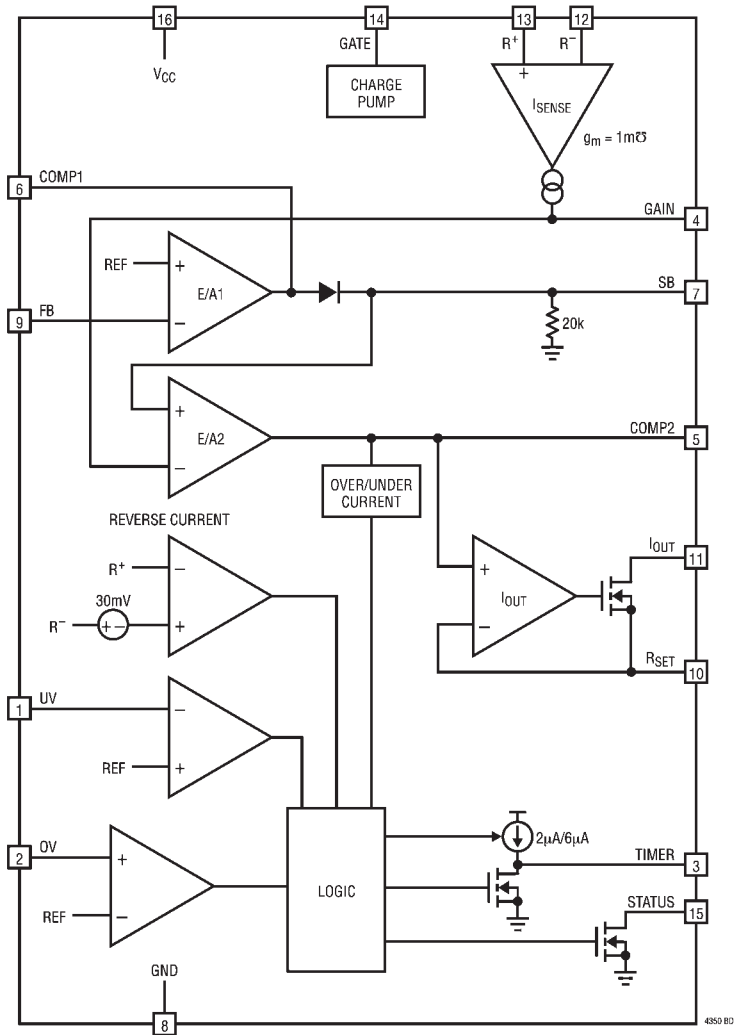 16
14
13
12
GATE
R+
R−
VCC
CHARGE
PUMP
+
ISENSE
gm = 1m℧
6
COMP1
GAIN
4
REF
+
E/A1
−
SB
7
9
FB
20k
+
E/A2
−
COMP2
5
OVER/UNDER
CURRENT
REVERSE CURRENT
R+
−
30mV
R−
+ −
+
+
IOUT
−
IOUT
11
RSET
10
1
UV
−
REF
+
2
OV
+
REF
−
LOGIC
2µA/6µA
TIMER
3
STATUS
15
GND
8
4350 BD